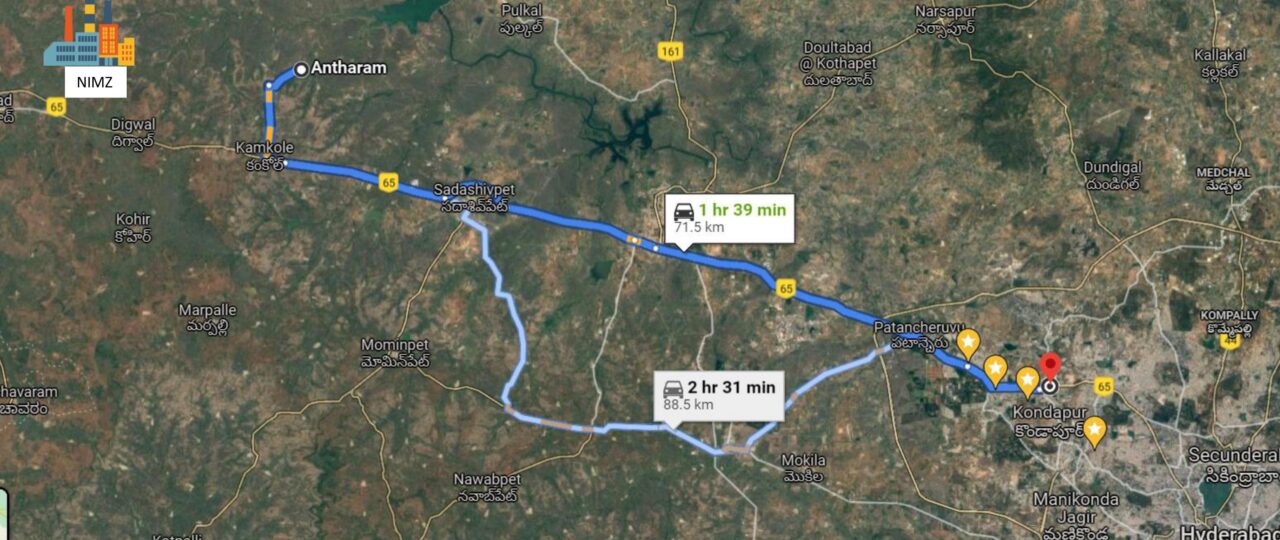 Pulkal
పుల్కల్
Narsapur
నర్సాపూర్
161
Doultabad
@ Kothapet
దులతాబాద్
Kallakal
కల్లకల్
NIMZ
Antharam
65
Digwal
దిగ్వాల్
Kamkole
కంకోల్
65
Sadashivpet
సదాశివ్‌పేట్
Dundigal
దుండిగల్
MEDCHAL
మేడ్చల్
Kohir
కోహిర్
1 hr 39 min
71.5 km
65
Marpalle
మర్పల్లి
Patancheruvu
పటాన్చెరు
KOMPALLY
కొమ్పల్లి
Mominpet
మోమిన్‌పేట్
2 hr 31 min
88.5 km
65
havaram
చావెరం
Kondapur
కొండాపూర్
Mokila
మొకిల
Secundera
సికింద్రాబా
Nawabpet
నవాబ్‌పేట్
Manikonda
Jagir
మణికొండ
Hyderabad